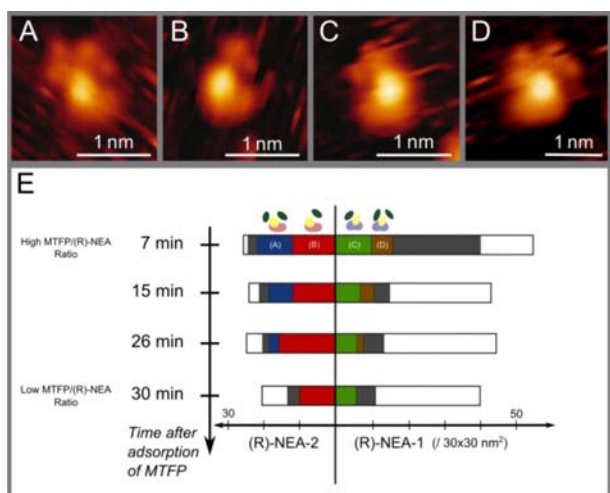 A
B
C
D
1 nm
1 nm
1 nm
1 nm
E
High MTFP/(R)-NEA
Ratio
7 min
(A)
(B)
(C)
(D)
15 min
26 min
Low MTFP/(R)-NEA
Ratio
30 min
30
50
Time after
adsorption
of MTFP
(R)-NEA-2
(R)-NEA-1 (/ 30x30 nm²)